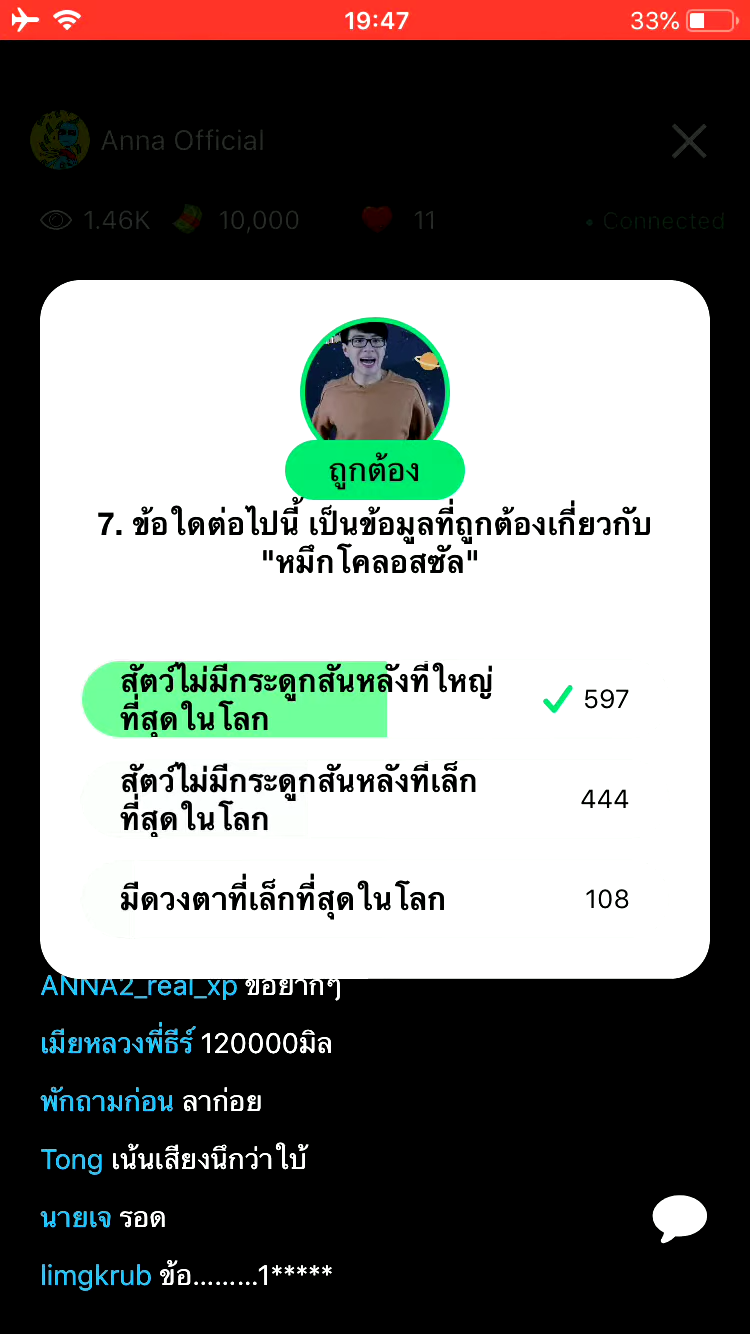 19:47
33%
Anna Official
1.46K 10,000 11 • Connected
ถูกต้อง
7. ข้อใดต่อไปนี้ เป็นข้อมูลที่ถูกต้องเกี่ยวกับ
"หมึกโคลอสซัล"
สัตว์ไม่มีกระดูกสันหลังที่ใหญ่
ที่สุดในโลก
597
สัตว์ไม่มีกระดูกสันหลังที่เล็ก
ที่สุดในโลก
444
มีดวงตาที่เล็กที่สุดในโลก
108
ANNA2_real_xp ข้อยากๆ
เมียหลวงพี่ธีร์ 120000มิล
พักถามก่อน ลาก่อย
Tong เน้นเสียงนึกว่าใบ้
นายเจ รอด
limgkrub ข้อ.........1*****